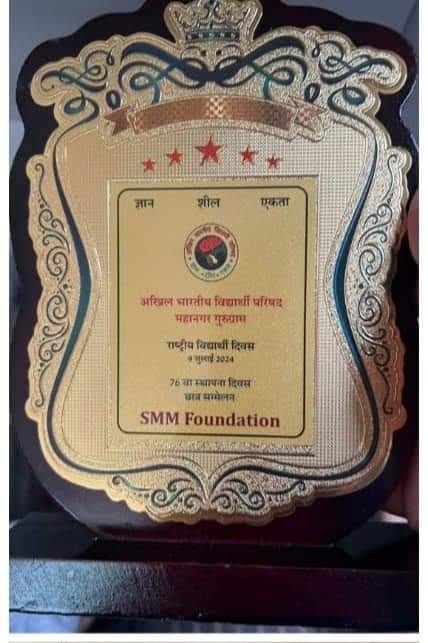 ज्ञान शील एकता
अखिल भारतीय विद्यार्थी परिषद
महानगर गुरुग्राम
राष्ट्रीय विद्यार्थी दिवस
9 जुलाई 2024
76 वा स्थापना दिवस
छात्र सम्मेलन
SMM Foundation